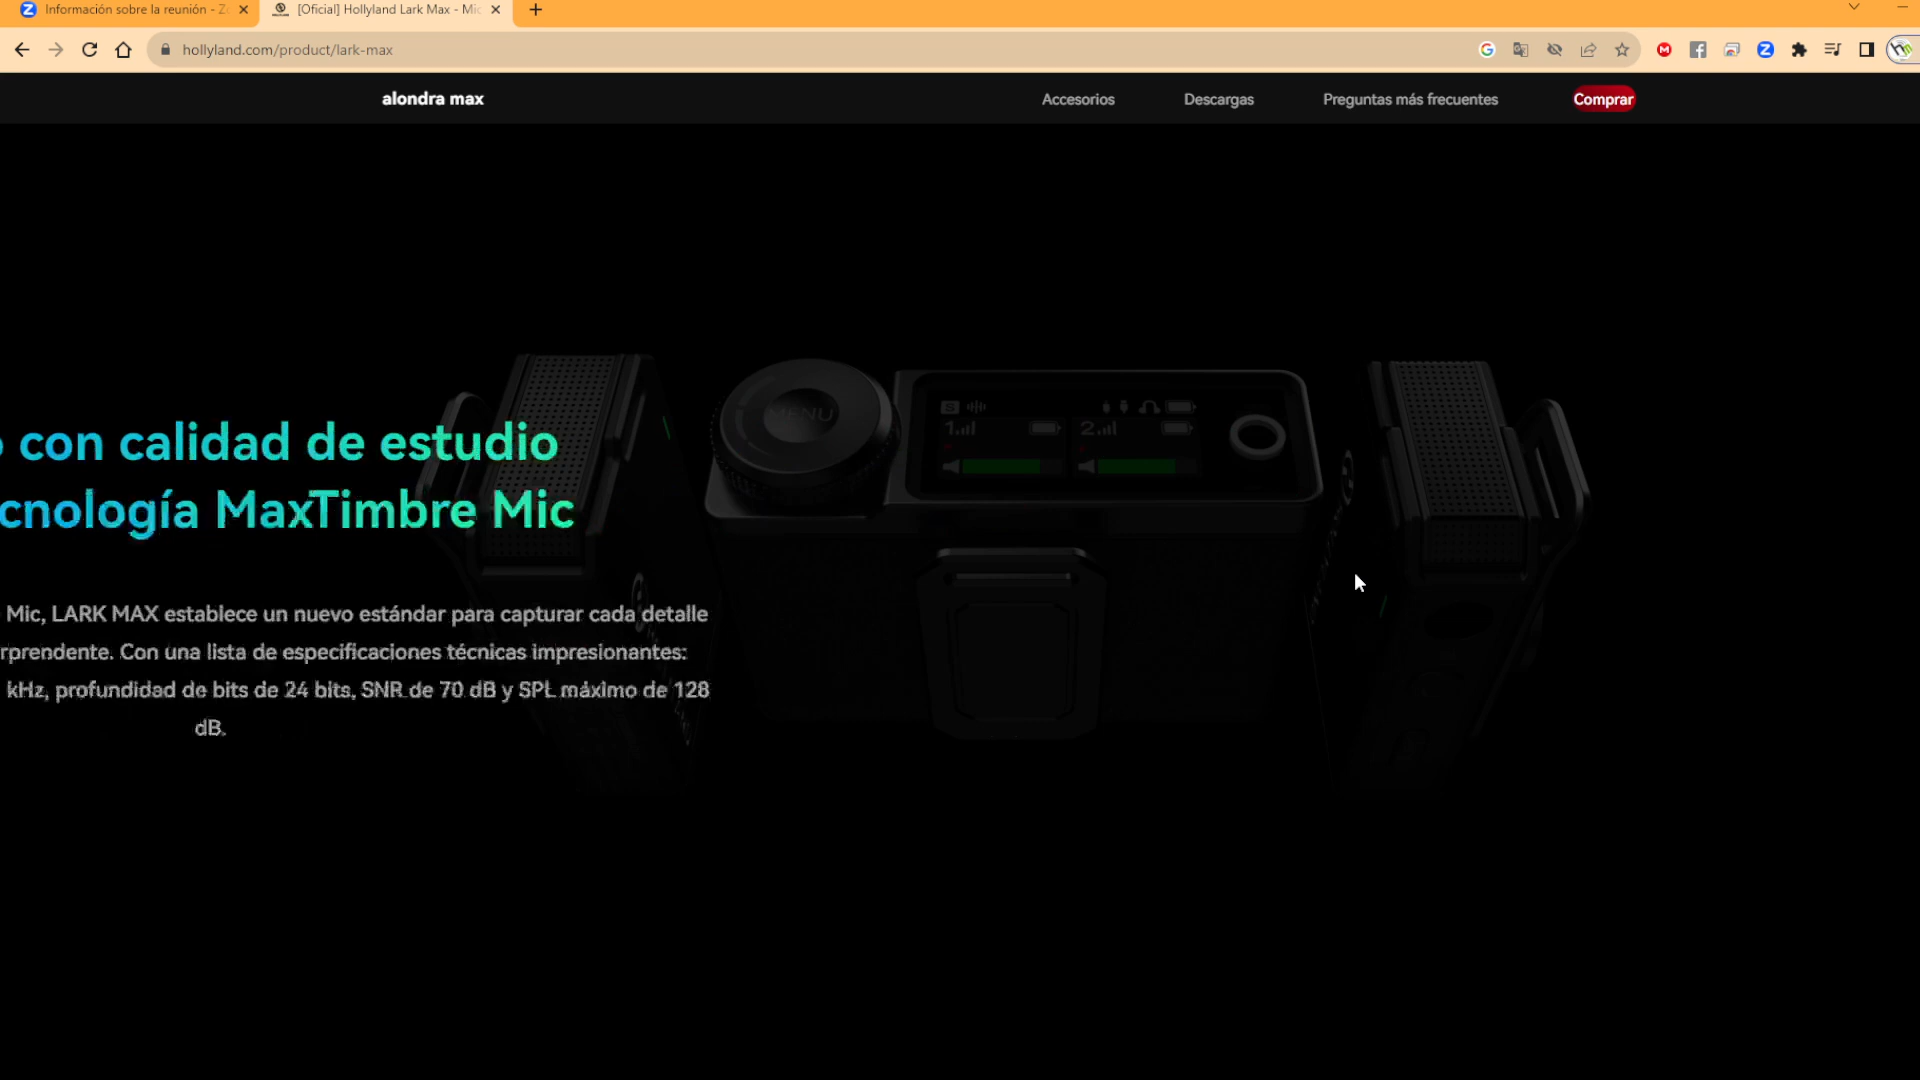 Información sobre la reunión - Z
[Oficial] Hollyland Lark Max - Mic
hollyland.com/product/lark-max
alondra max
Accesorios
Descargas
Preguntas más frecuentes
Comprar
con calidad de estudio
cnología MaxTimbre Mic
Mic, LARK MAX establece un nuevo estándar para capturar cada detalle
rprendente. Con una lista de especificaciones técnicas impresionantes:
kHz, profundidad de bits de 24 bits, SNR de 70 dB y SPL máximo de 128
dB.
MENU
S
1
2